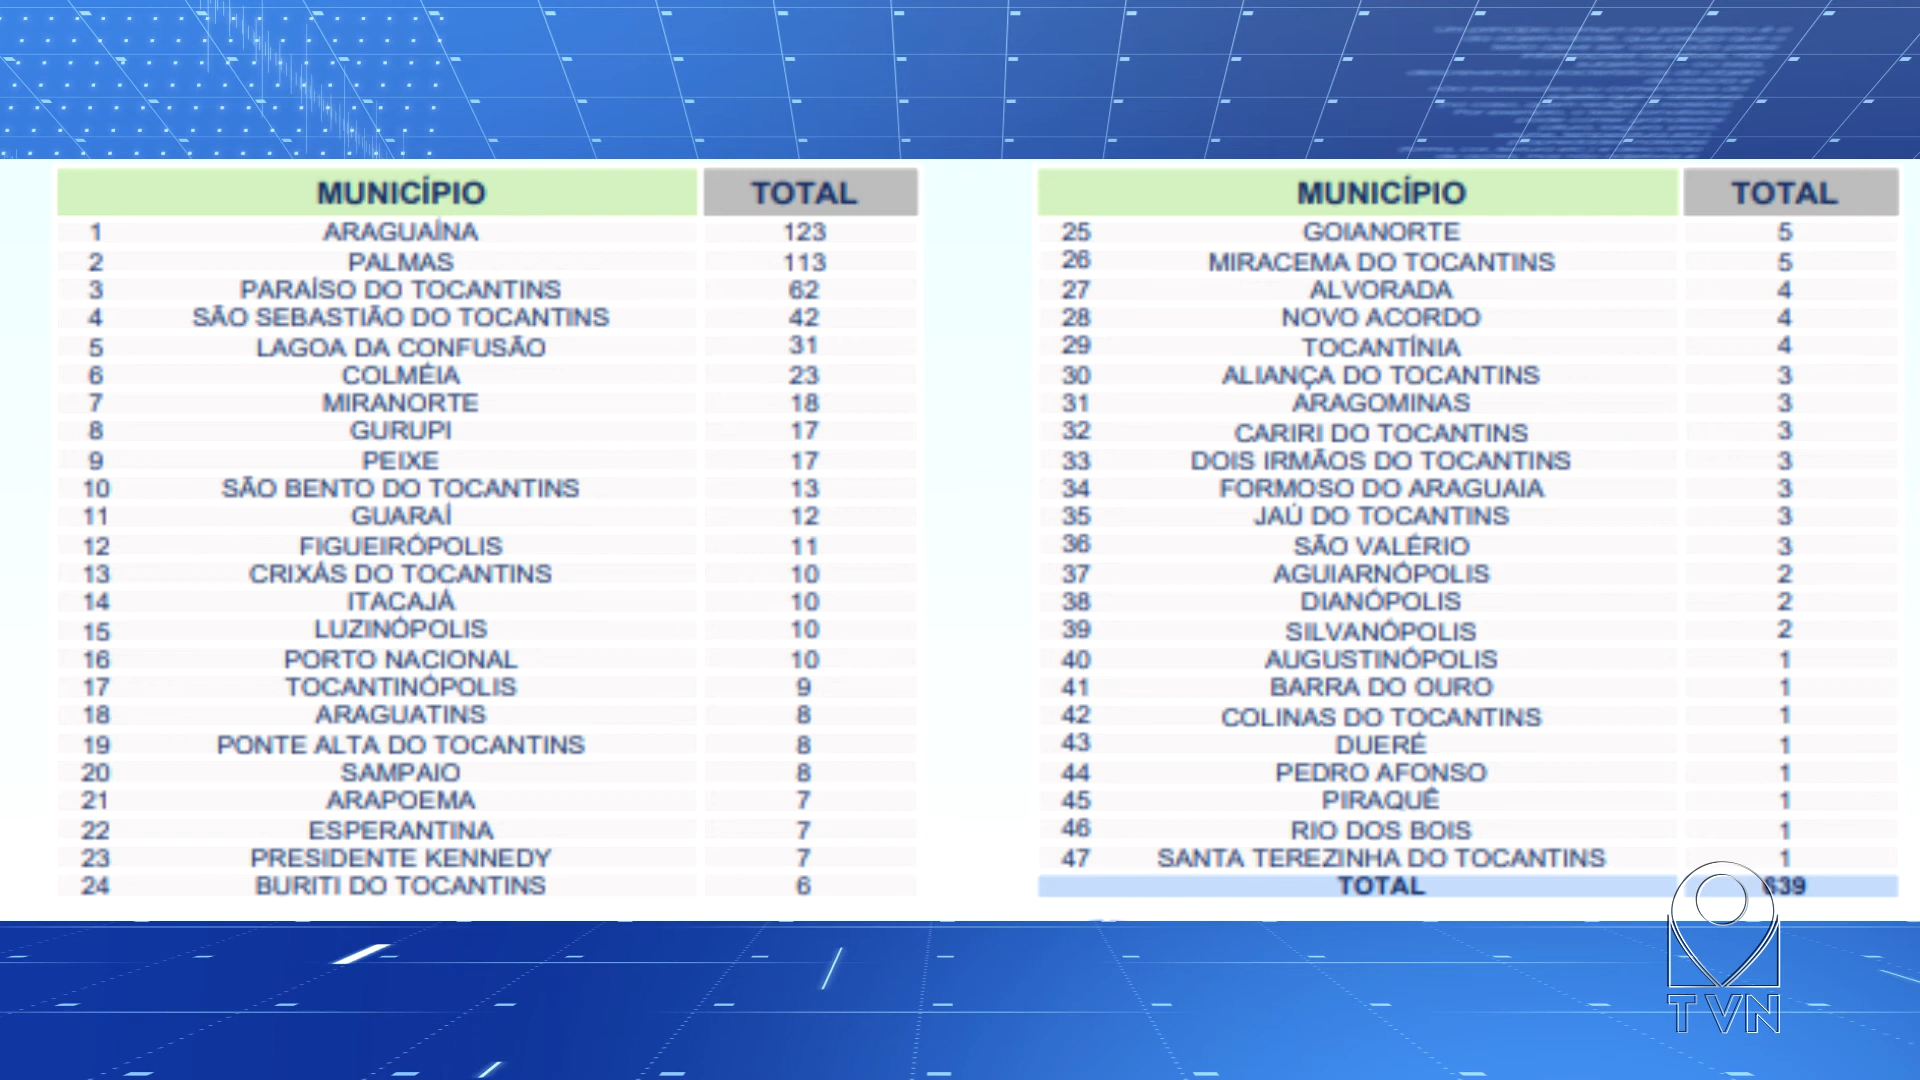 MUNICÍPIO TOTAL
1 ARAGUAÍNA 123
2 PALMAS 113
3 PARAÍSO DO TOCANTINS 62
4 SÃO SEBASTIÃO DO TOCANTINS 42
5 LAGOA DA CONFUSÃO 31
6 COLMÉIA 23
7 MIRANORTE 18
8 GURUPI 17
9 PEIXE 17
10 SÃO BENTO DO TOCANTINS 13
11 GUARAÍ 12
12 FIGUEIRÓPOLIS 11
13 CRIXÁS DO TOCANTINS 10
14 ITACAJÁ 10
15 LUZINÓPOLIS 10
16 PORTO NACIONAL 10
17 TOCANTINÓPOLIS 9
18 ARAGUATINS 8
19 PONTE ALTA DO TOCANTINS 8
20 SAMPAIO 8
21 ARAPOEMA 7
22 ESPERANTINA 7
23 PRESIDENTE KENNEDY 7
24 BURITI DO TOCANTINS 6
MUNICÍPIO TOTAL
25 GOIANORTE 5
26 MIRACEMA DO TOCANTINS 5
27 ALVORADA 4
28 NOVO ACORDO 4
29 TOCANTÍNIA 4
30 ALIANÇA DO TOCANTINS 3
31 ARAGOMINAS 3
32 CARIRI DO TOCANTINS 3
33 DOIS IRMÃOS DO TOCANTINS 3
34 FORMOSO DO ARAGUAIA 3
35 JAÚ DO TOCANTINS 3
36 SÃO VALÉRIO 3
37 AGUIARNÓPOLIS 2
38 DIANÓPOLIS 2
39 SILVANÓPOLIS 2
40 AUGUSTINÓPOLIS 1
41 BARRA DO OURO 1
42 COLINAS DO TOCANTINS 1
43 DUERÉ 1
44 PEDRO AFONSO 1
45 PIRAQUÊ 1
46 RIO DOS BOIS 1
47 SANTA TEREZINHA DO TOCANTINS 1
TOTAL 639
TVN